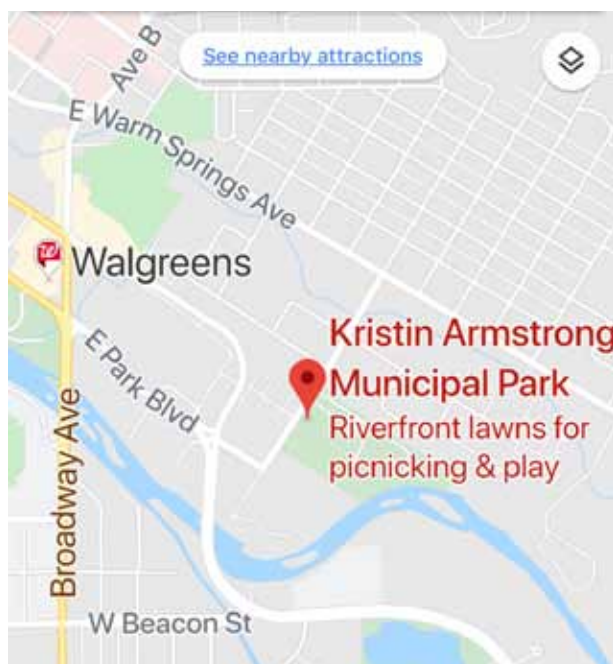 See nearby attractions
Ave B
E Warm Springs Ave
Walgreens
Kristin Armstrong
Municipal Park
Riverfront lawns for
picnicking & play
E Park Blvd
Broadway Ave
W Beacon St